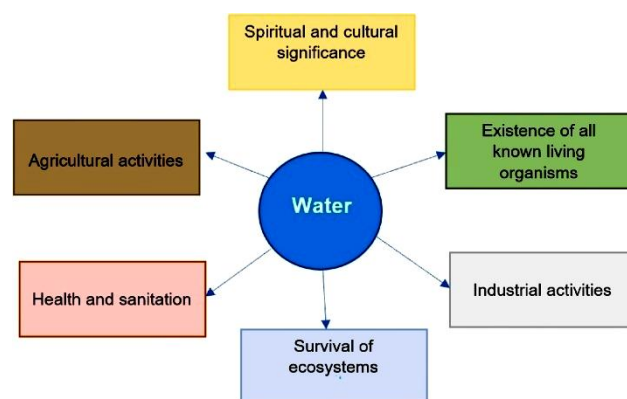 Spiritual and cultural
significance
Agricultural activities
Existence of all
known living
organisms
Water
Health and sanitation
Industrial activities
Survival of
ecosystems